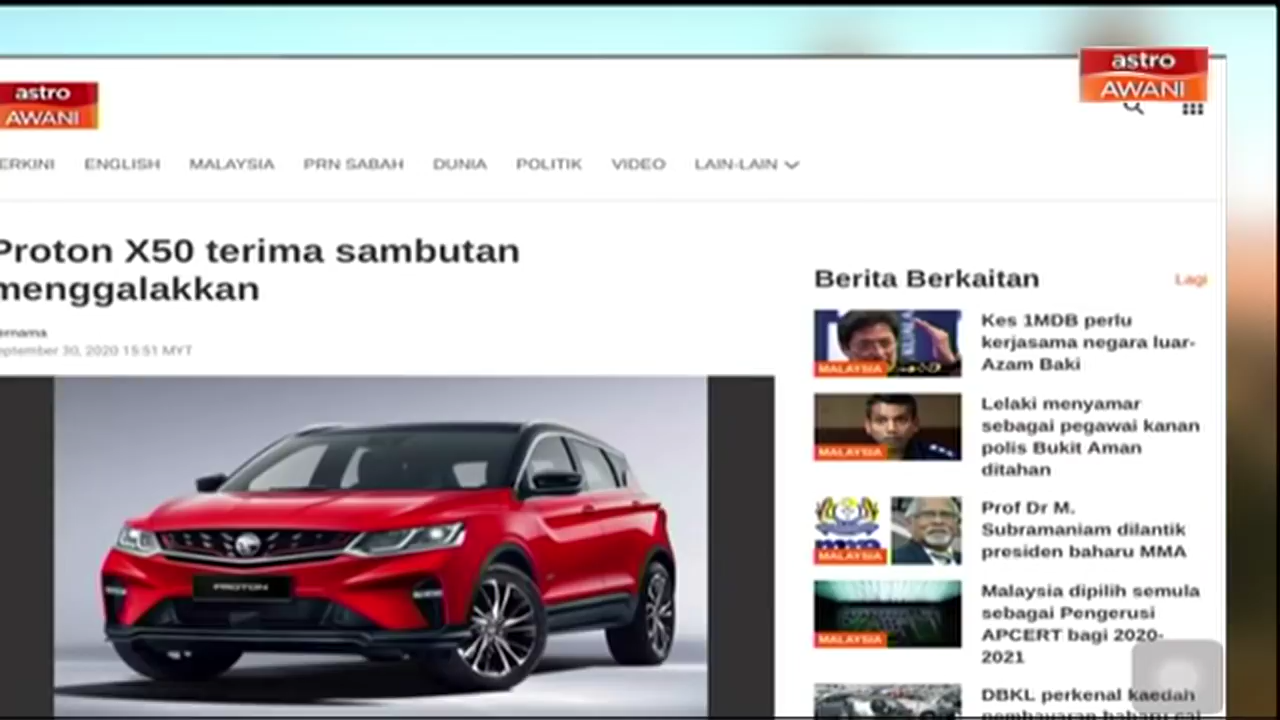 astro
AWANI
astro
AWANI
ERKINI ENGLISH MALAYSIA PRN SABAH DUNIA POLITIK VIDEO LAIN-LAIN
Proton X50 terima sambutan
menggalakkan
ernama
eptember 30, 2020 15:51 MYT
PROTON
Berita Berkaitan
Lagi
MALAYSIA
Kes 1MDB perlu
kerjasama negara luar-
Azam Baki
MALAYSIA
Lelaki menyamar
sebagai pegawai kanan
polis Bukit Aman
ditahan
MALAYSIA
Prof Dr M.
Subramaniam dilantik
presiden baharu MMA
MALAYSIA
Malaysia dipilih semula
sebagai Pengerusi
APCERT bagi 2020-
2021
DBKL perkenal kaedah
pembayaran baharu